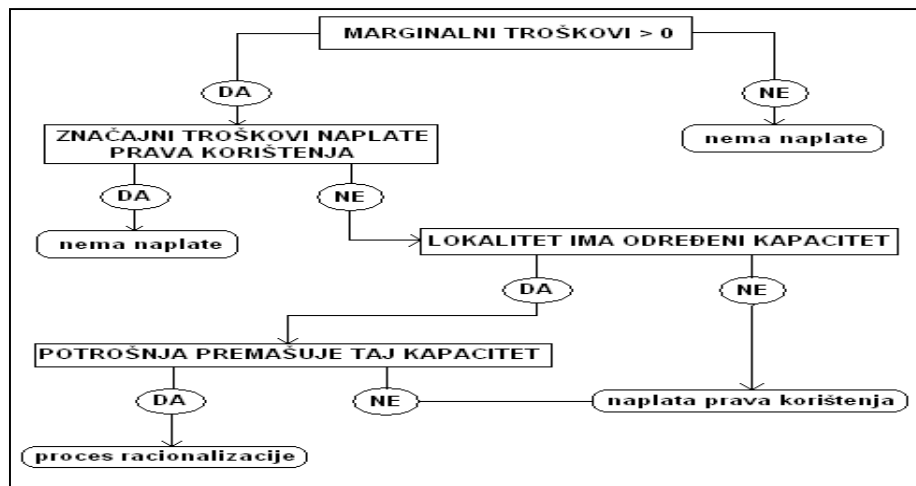 MARGINALNI TROŠKOVI > 0
DA
NE
ZNAČAJNI TROŠKOVI NAPLATE
PRAVA KORIŠTENJA
nema naplate
DA
NE
nema naplate
LOKALITET IMA ODREĐENI KAPACITET
DA
NE
POTROŠNJA PREMAŠUJE TAJ KAPACITET
DA
NE
naplata prava korištenja
proces racionalizacije